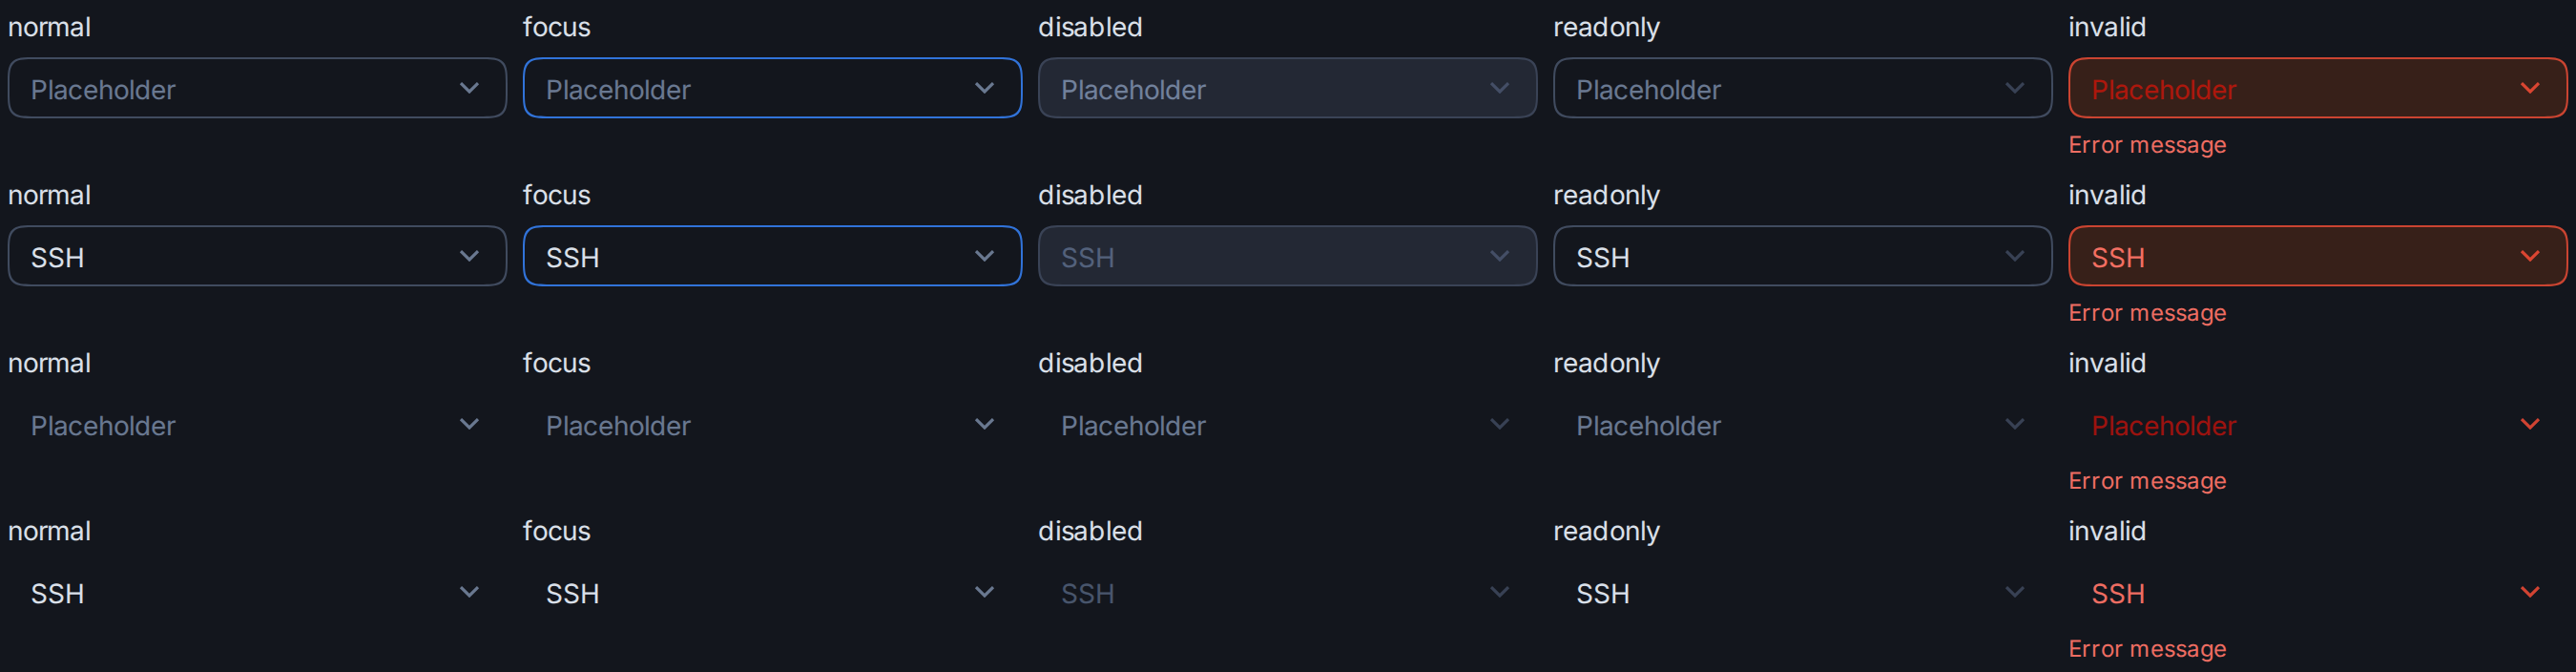 normal focus disabled readonly invalid
Placeholder Placeholder Placeholder Placeholder Placeholder
Error message
normal focus disabled readonly invalid
SSH SSH SSH SSH SSH
Error message
normal focus disabled readonly invalid
Placeholder Placeholder Placeholder Placeholder Placeholder
Error message
normal focus disabled readonly invalid
SSH SSH SSH SSH SSH
Error message